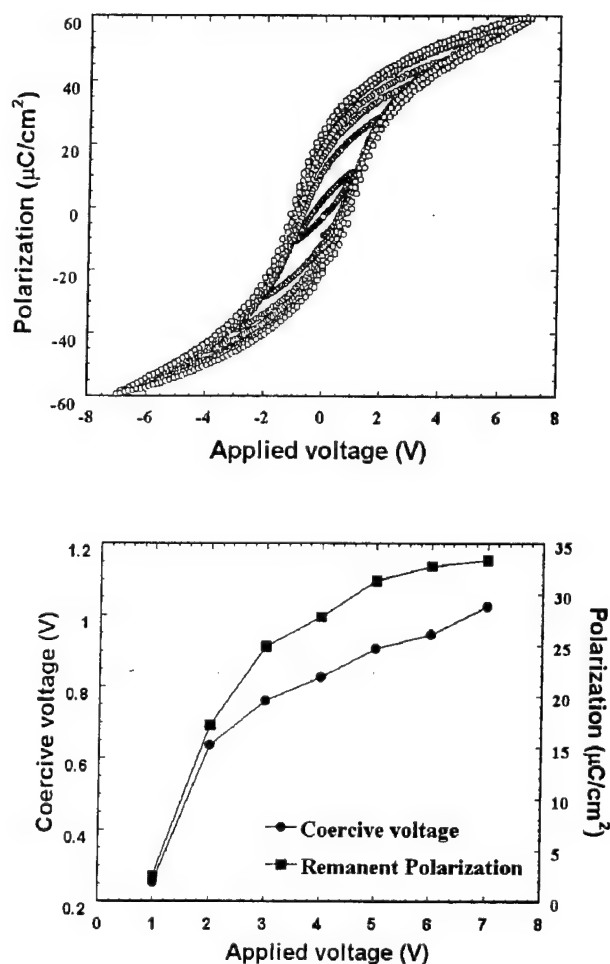 60
40
20
0
-20
-40
-60
Polarization (μC/cm²)
-8 -6 -4 -2 0 2 4 6 8
Applied voltage (V)
1.2
1
0.8
0.6
0.4
0.2
Coercive voltage (V)
35
30
25
20
15
10
5
0
Polarization (μC/cm²)
Coercive voltage
Remanent Polarization
0 1 2 3 4 5 6 7 8
Applied voltage (V)